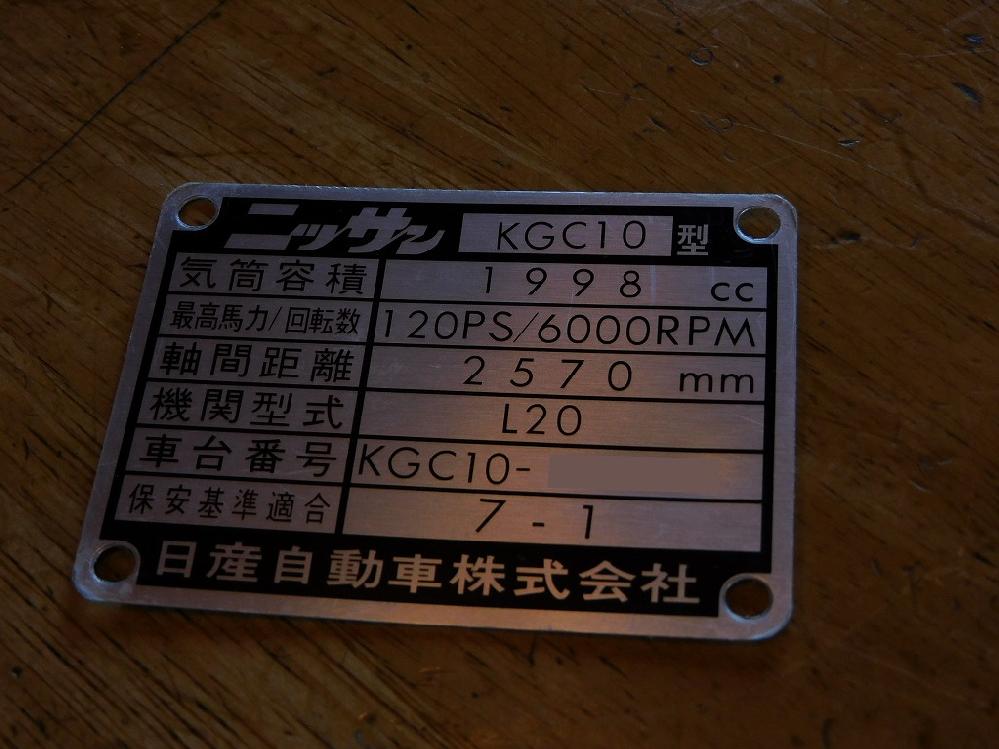 ニッサン KGC10 型
気筒容積 1998 cc
最高馬力/回転数 120PS/6000RPM
軸間距離 2570 mm
機関型式 L20
車台番号 KGC10-
保安基準適合 7-1
日産自動車株式会社